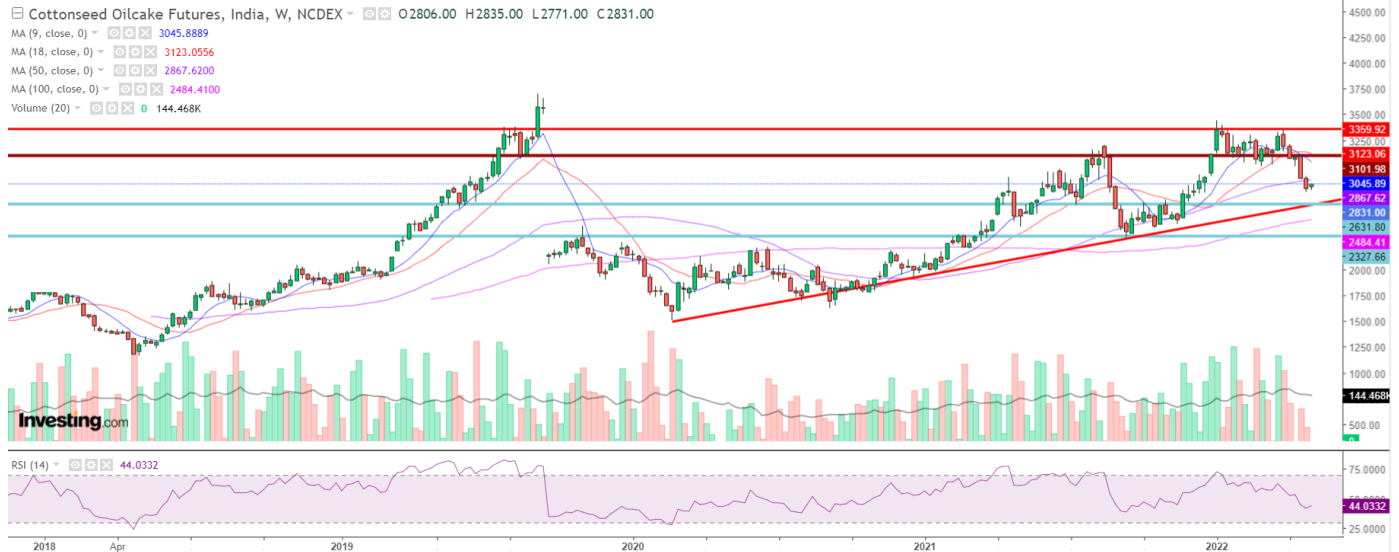 Cottonseed Oilcake Futures, India, W, NCDEX O2806.00 H2835.00 L2771.00 C2831.00
MA (9, close, 0) 3045.8889
MA (18, close, 0) 3123.0556
MA (50, close, 0) 2867.6200
MA (100, close, 0) 2484.4100
Volume (20) 0 144.468K
4500.00
4250.00
4000.00
3750.00
3500.00
3359.92
3250.00
3123.06
3101.98
3045.89
2867.62
2831.00
2631.80
2484.41
2327.66
2000.00
1750.00
1500.00
1250.00
1000.00
144.468K
500.00
0
Investing.com
RSI (14) 44.0332
75.0000
44.0332
25.0000
2018 Apr 2019 2020 2021 2022